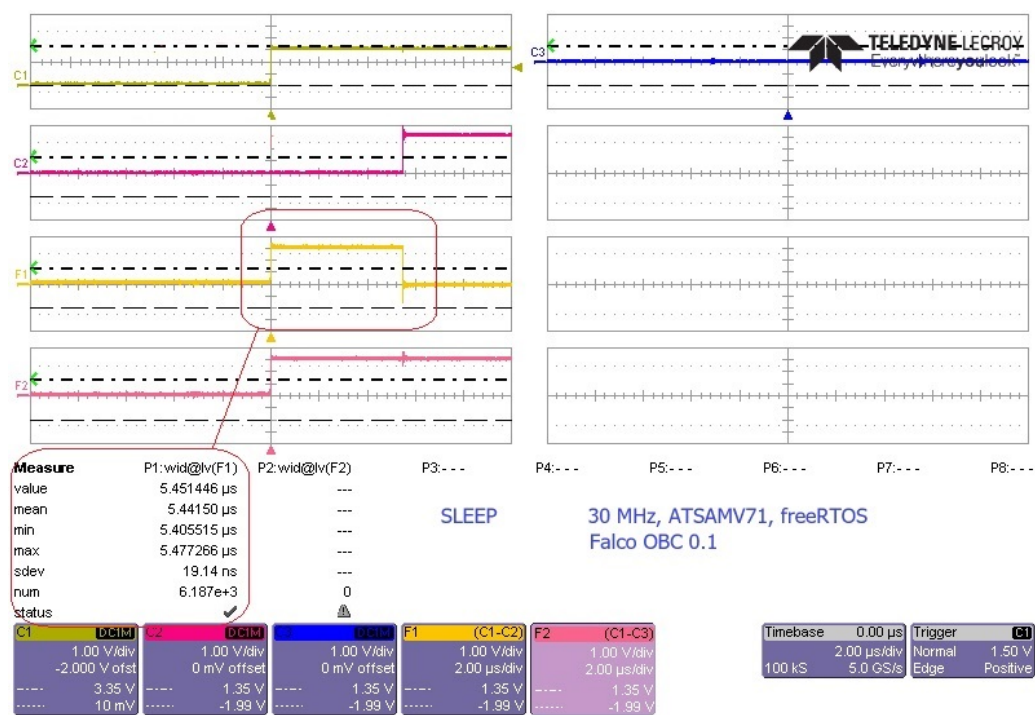 C1
C3
TELEDYNE LECROY
Everywhereyoulook™
C2
F1
F2
Measure P1:wid@lv(F1) P2:wid@lv(F2) P3:- - - P4:- - - P5:- - - P6:- - - P7:- - - P8:- - -
value 5.451446 µs ---
mean 5.44150 µs ---
min 5.405515 µs ---
max 5.477266 µs ---
sdev 19.14 ns ---
num 6.187e+3 0
status
SLEEP
30 MHz, ATSAMV71, freeRTOS
Falco OBC 0.1
C1 DC1M
1.00 V/div
-2.000 V ofst
3.35 V
10 mV
C2 DC1M
1.00 V/div
0 mV offset
1.35 V
-1.99 V
C3 DC1M
1.00 V/div
0 mV offset
1.35 V
-1.99 V
F1 (C1-C2)
1.00 V/div
2.00 µs/div
1.35 V
-1.99 V
F2 (C1-C3)
1.00 V/div
2.00 µs/div
1.35 V
-1.99 V
Timebase 0.00 µs
2.00 µs/div
100 kS 5.0 GS/s
Trigger C1
Normal 1.50 V
Edge Positive